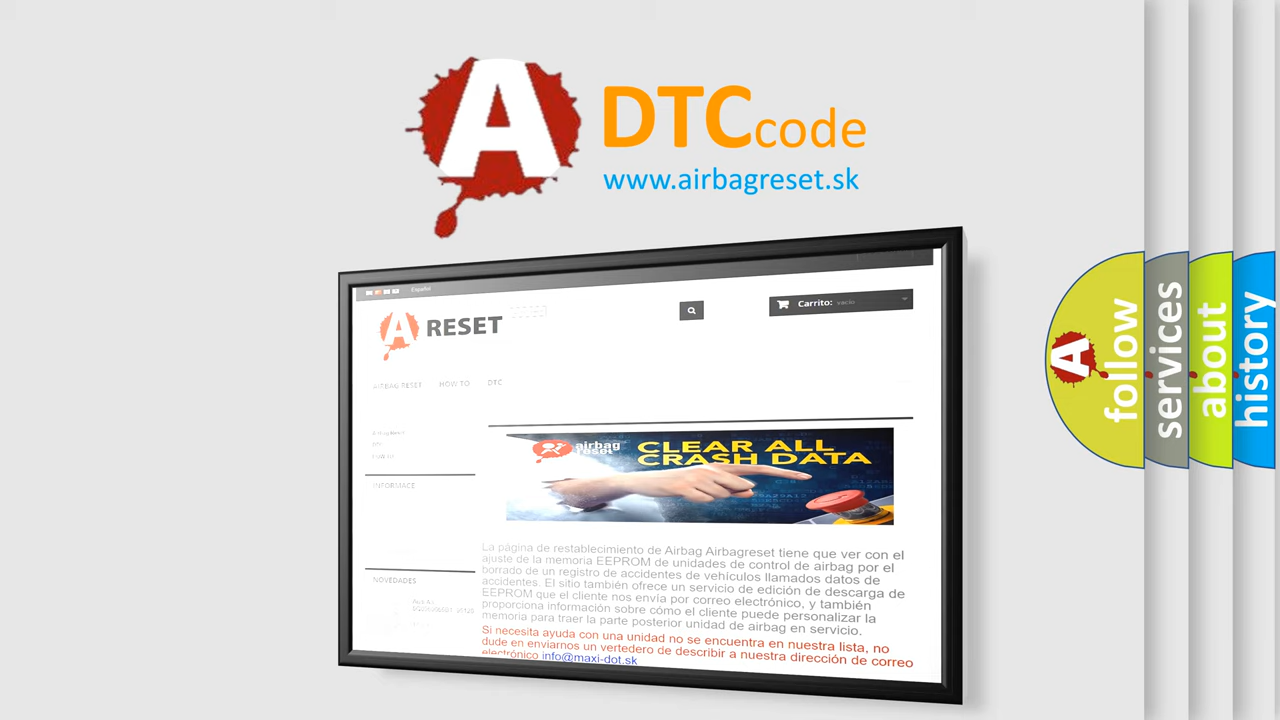 A DTCcode
www.airbagreset.sk
Español
A RESET
Carrito: vacío
AIRBAG RESET HOW TO DTC
INFORMACE
NOVEDADES
airbag
reset
CLEAR ALL
CRASH DATA
La página de restablecimiento de Airbag Airbagreset tiene que ver con el
ajuste de la memoria EEPROM de unidades de control de airbag por el
borrado de un registro de accidentes de vehículos llamados datos de
accidentes. El sitio también ofrece un servicio de edición de descarga de
EEPROM que el cliente nos envía por correo electrónico, y también
proporciona información sobre cómo el cliente puede personalizar la
memoria para traer la parte posterior unidad de airbag en servicio.
Si necesita ayuda con una unidad no se encuentra en nuestra lista, no
dude en enviarnos un vertedero de describir a nuestra dirección de correo
electrónico info@maxi-dot.sk
A follow
services
about
history